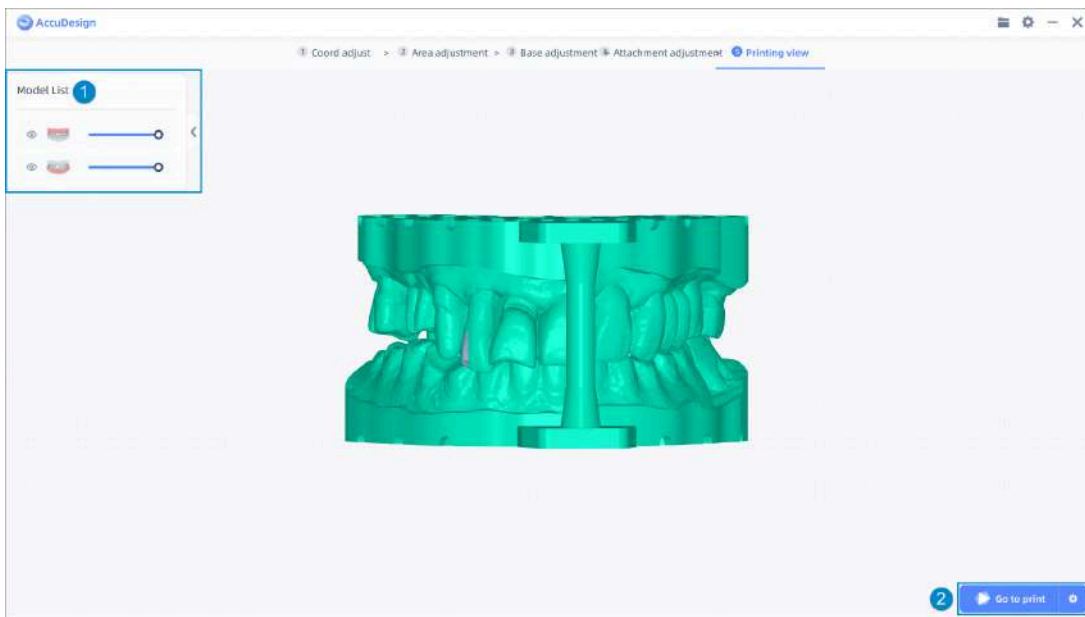 AccuDesign
1 Coord adjust > 2 Area adjustment > 3 Base adjustment 4 Attachment adjustment 5 Printing view
Model List 1
2 Go to print